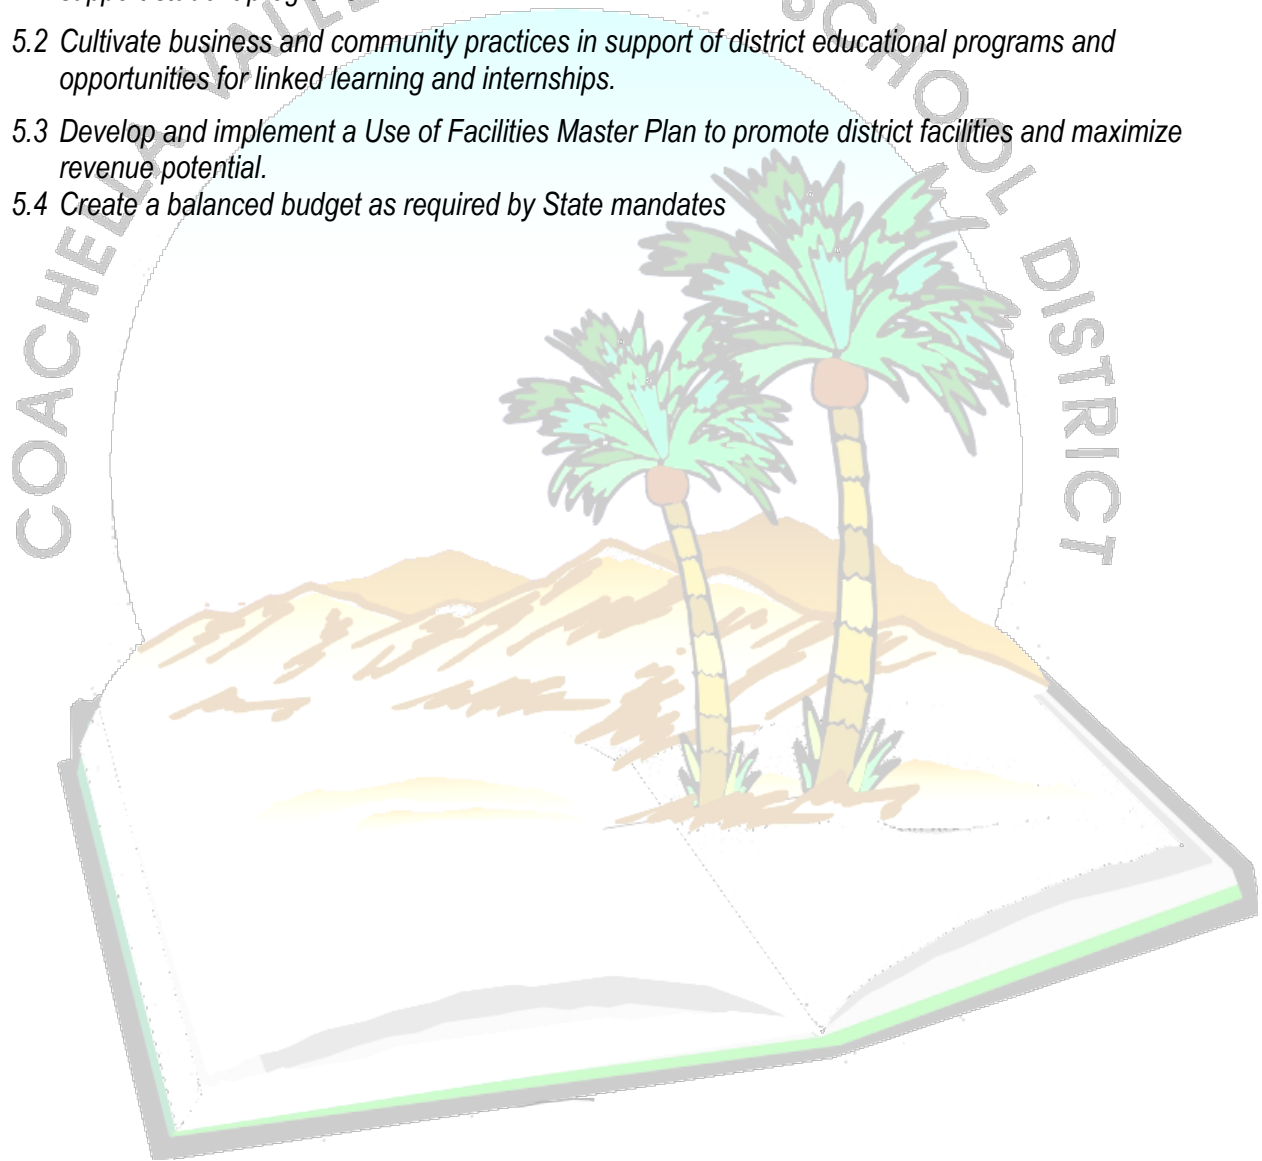 5.2 Cultivate business and community practices in support of district educational programs and
opportunities for linked learning and internships.
5.3 Develop and implement a Use of Facilities Master Plan to promote district facilities and maximize
revenue potential.
5.4 Create a balanced budget as required by State mandates
COACHELLA VALLE
SCHOOL DISTRICT